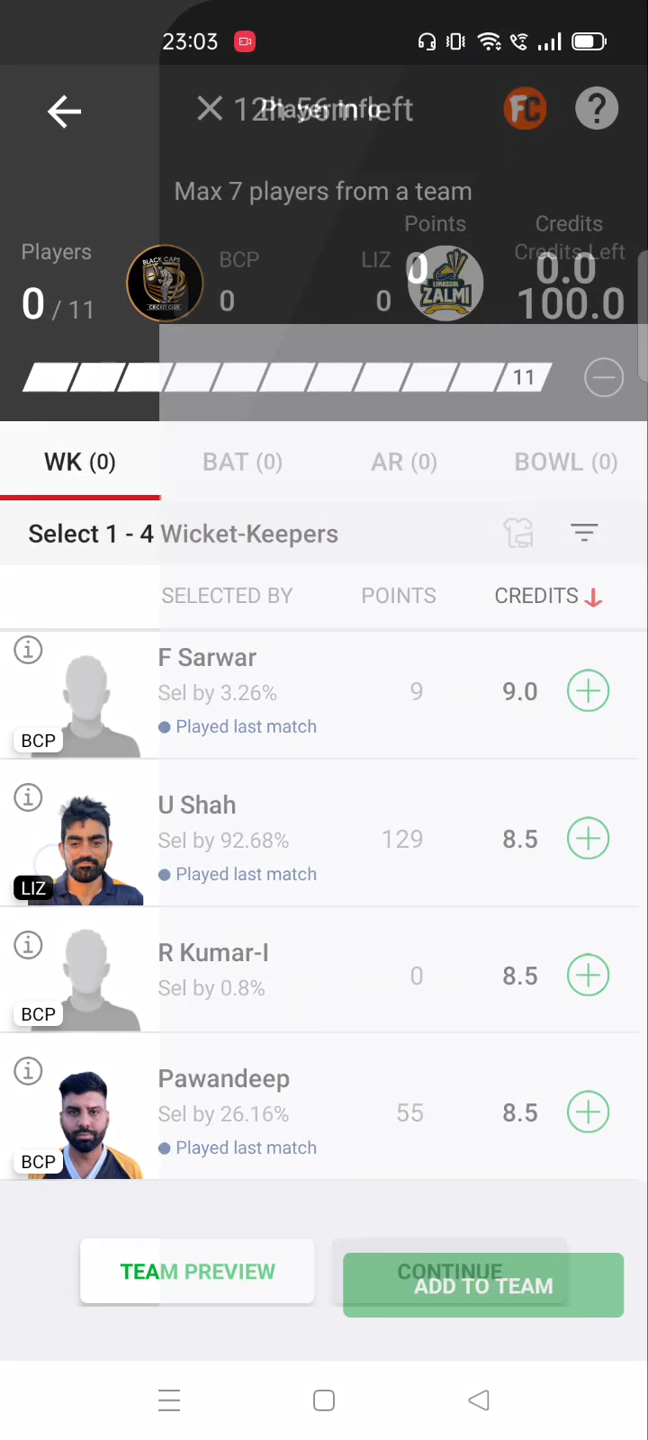 23:03
12h 56m left
Player Info
FC
?
Max 7 players from a team
Points
Credits
Players
BCP
LIZ
Credits Left
0 / 11
0
0
0
0.0
100.0
BLACK CAPS
LIMASSOL
ZALMI
11
WK (0)
BAT (0)
AR (0)
BOWL (0)
Select 1 - 4 Wicket-Keepers
SELECTED BY
POINTS
CREDITS
F Sarwar
Sel by 3.26%
9
9.0
Played last match
BCP
U Shah
Sel by 92.68%
129
8.5
Played last match
LIZ
R Kumar-I
Sel by 0.8%
0
8.5
BCP
Pawandeep
Sel by 26.16%
55
8.5
Played last match
BCP
TEAM PREVIEW
CONTINUE
ADD TO TEAM